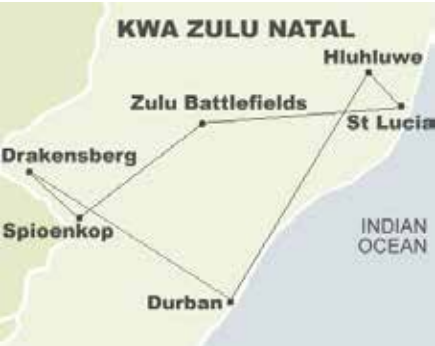 KWA ZULU NATAL
Hluhluwe
Zulu Battlefields
St Lucia
Drakensberg
Spioenkop
INDIAN
OCEAN
Durban